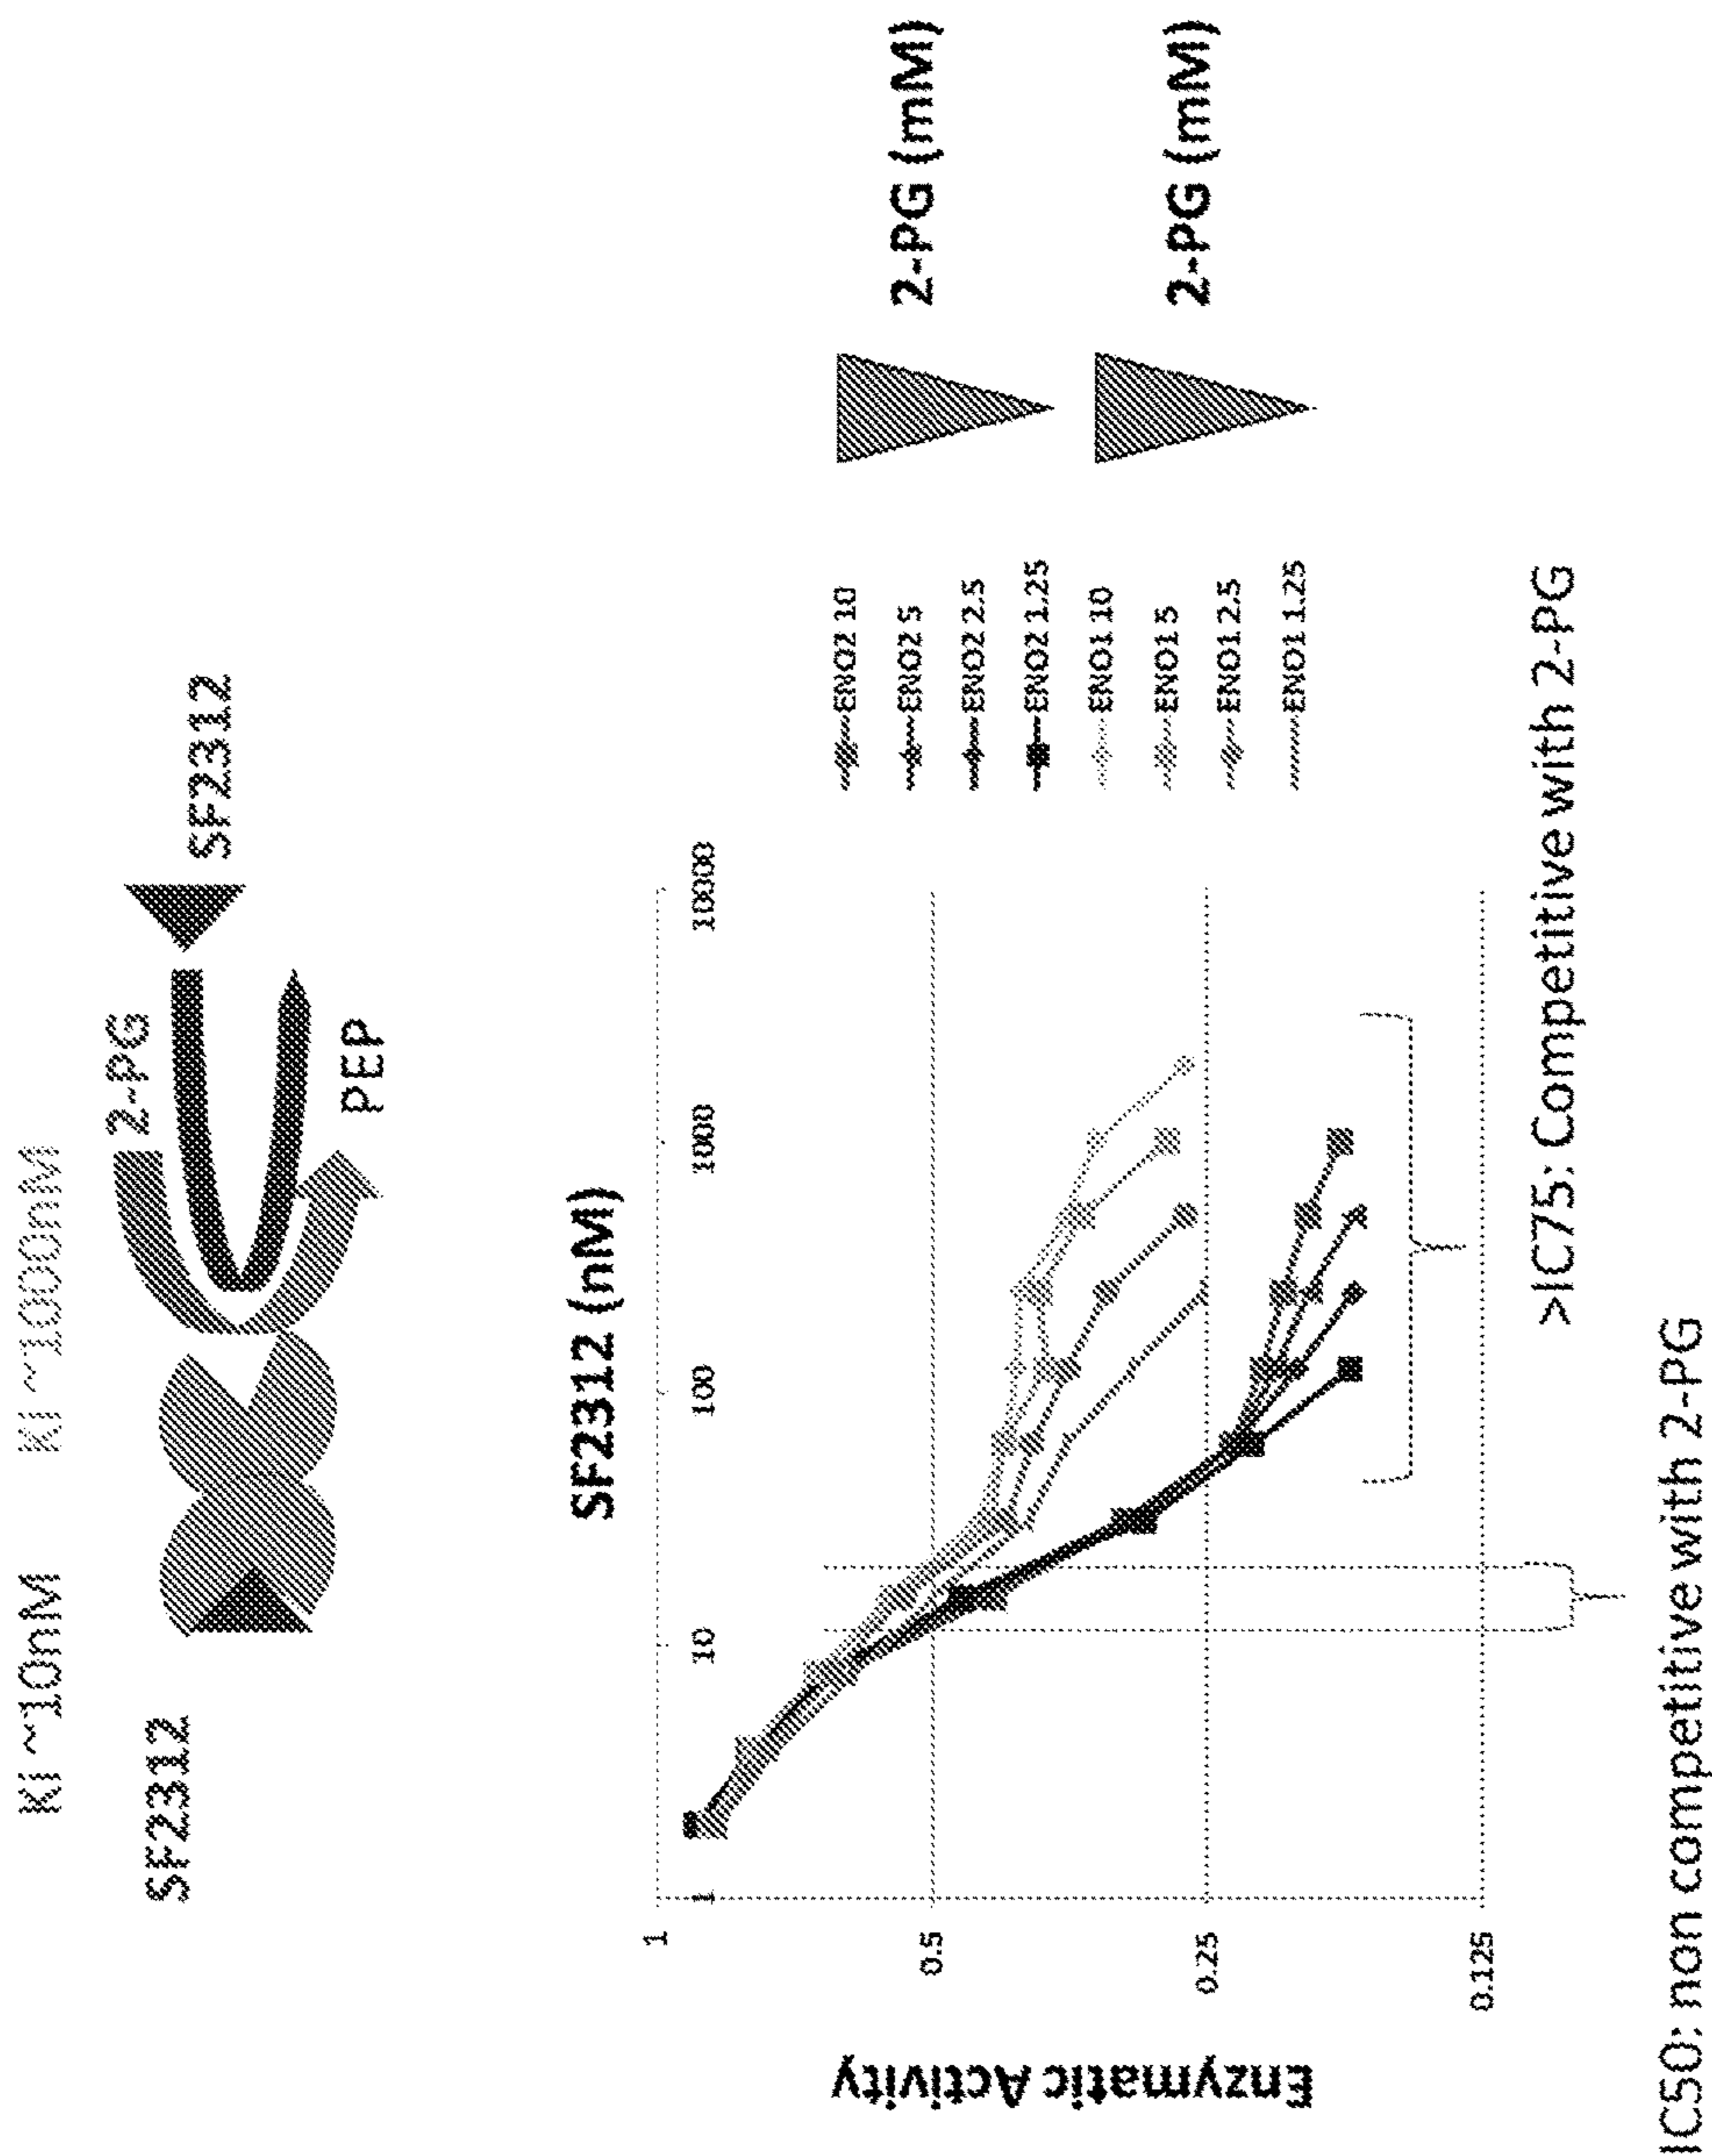 Ki ~10nM Ki ~1000nM
SF2312
2-PG
SF2312
PEP
SF2312 (nM)
1 10 100 1000 10000
1
0.5
0.25
0.125
Enzymatic Activity
ENO2 10
ENO2 5
ENO2 2.5
ENO2 1.25
ENO1 10
ENO1 5
ENO1 2.5
ENO1 1.25
2-PG (mM)
2-PG (mM)
>IC75: Competitive with 2-PG
IC50: non competitive with 2-PG